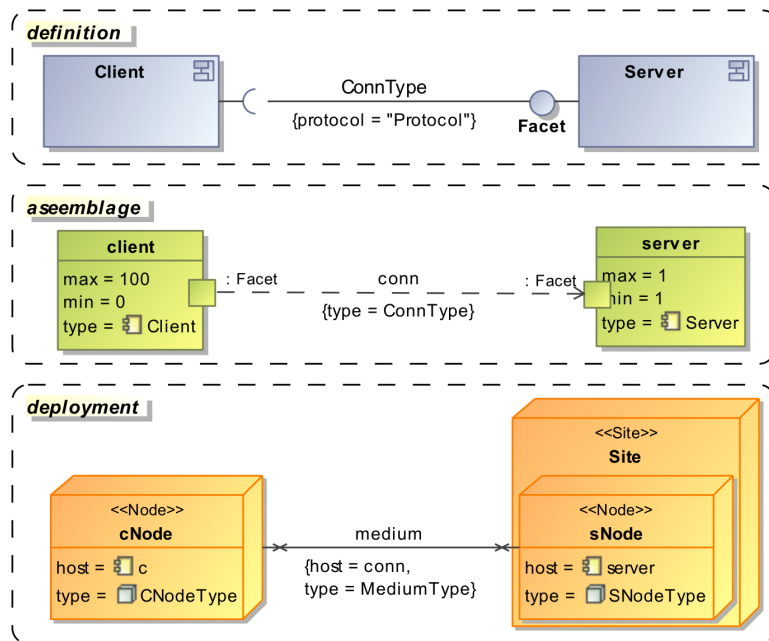 definition
Client
ConnType
Server
{protocol = "Protocol"}
Facet
aseemblage
client
server
max = 100
: Facet
conn
: Facet
max = 1
min = 0
{type = ConnType}
min = 1
type = Client
type = Server
deployment
<<Site>>
Site
<<Node>>
cNode
medium
<<Node>>
sNode
host = c
{host = conn,
host = server
type = CNodeType
type = MediumType}
type = SNodeType